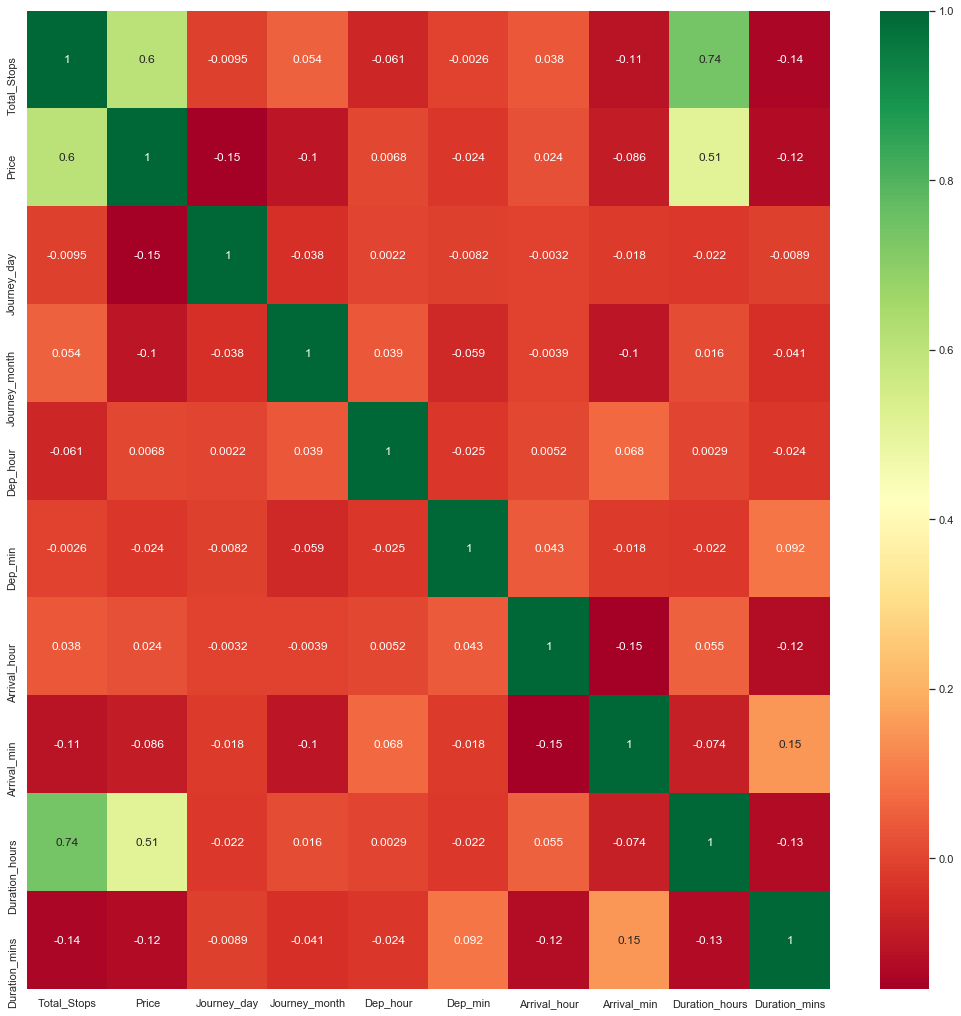 Total_Stops 1 0.6 -0.0095 0.054 -0.061 -0.0026 0.038 -0.11 0.74 -0.14
Price 0.6 1 -0.15 -0.1 0.0068 -0.024 0.024 -0.086 0.51 -0.12
Journey_day -0.0095 -0.15 1 -0.038 0.0022 -0.0082 -0.0032 -0.018 -0.022 -0.0089
Journey_month 0.054 -0.1 -0.038 1 0.039 -0.059 -0.0039 -0.1 0.016 -0.041
Dep_hour -0.061 0.0068 0.0022 0.039 1 -0.025 0.0052 0.068 0.0029 -0.024
Dep_min -0.0026 -0.024 -0.0082 -0.059 -0.025 1 0.043 -0.018 -0.022 0.092
Arrival_hour 0.038 0.024 -0.0032 -0.0039 0.0052 0.043 1 -0.15 0.055 -0.12
Arrival_min -0.11 -0.086 -0.018 -0.1 0.068 -0.018 -0.15 1 -0.074 0.15
Duration_hours 0.74 0.51 -0.022 0.016 0.0029 -0.022 0.055 -0.074 1 -0.13
Duration_mins -0.14 -0.12 -0.0089 -0.041 -0.024 0.092 -0.12 0.15 -0.13 1
Total_Stops Price Journey_day Journey_month Dep_hour Dep_min Arrival_hour Arrival_min Duration_hours Duration_mins
1.0
0.8
0.6
0.4
0.2
0.0